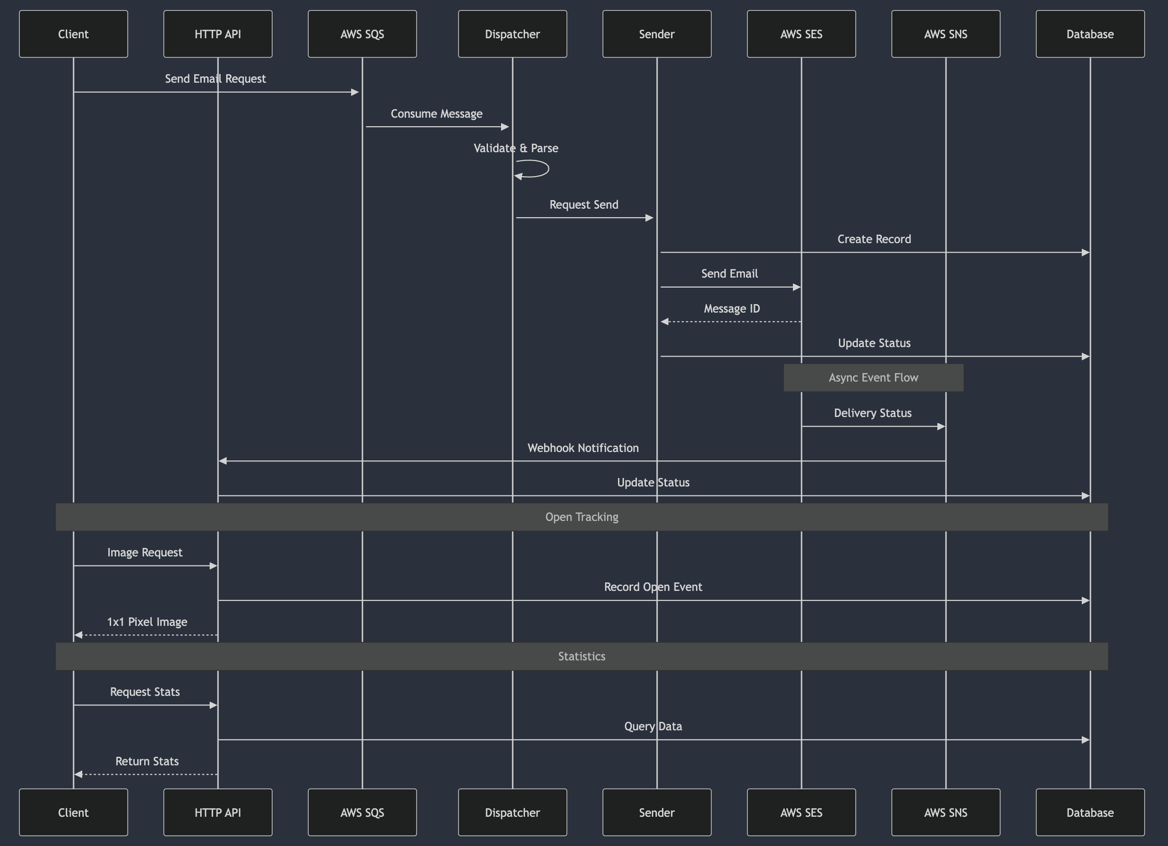 Client
HTTP API
AWS SQS
Dispatcher
Sender
AWS SES
AWS SNS
Database
Send Email Request
Consume Message
Validate & Parse
Request Send
Create Record
Send Email
Message ID
Update Status
Async Event Flow
Delivery Status
Webhook Notification
Update Status
Open Tracking
Image Request
Record Open Event
1x1 Pixel Image
Statistics
Request Stats
Query Data
Return Stats
Client
HTTP API
AWS SQS
Dispatcher
Sender
AWS SES
AWS SNS
Database